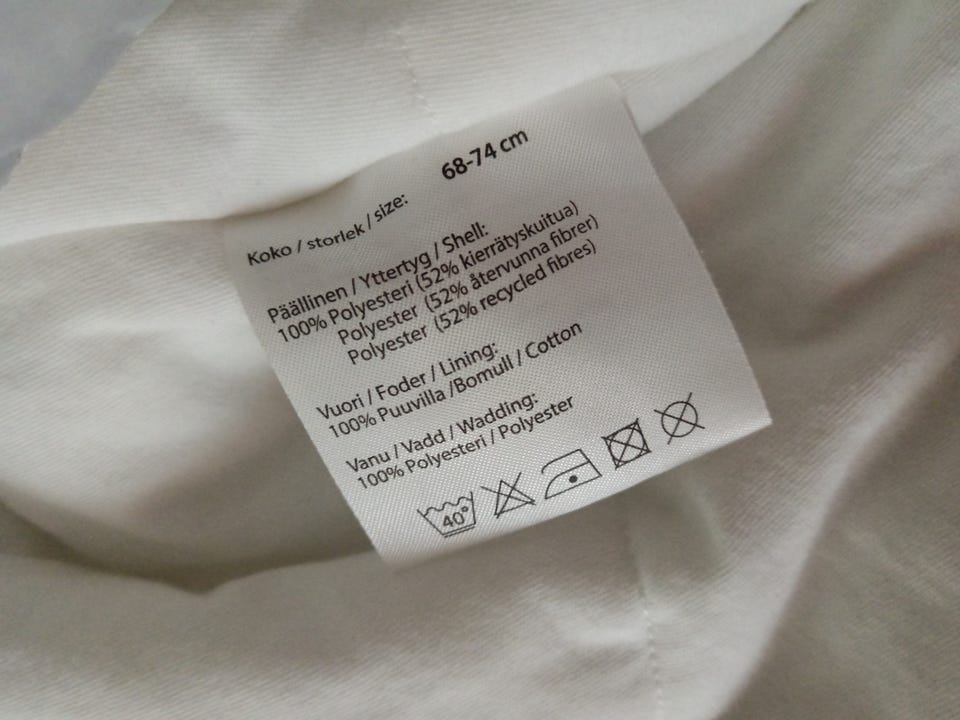 68-74 cm
Koko / storlek / size:
Päällinen / Yttertyg / Shell:
100% Polyesteri (52% kierrätyskuitua)
Polyester (52% återvunna fibrer)
Polyester (52% recycled fibres)
Vuori / Foder / Lining:
100% Puuvilla /Bomull / Cotton
Vanu / Vadd / Wadding:
100% Polyesteri / Polyester
40°